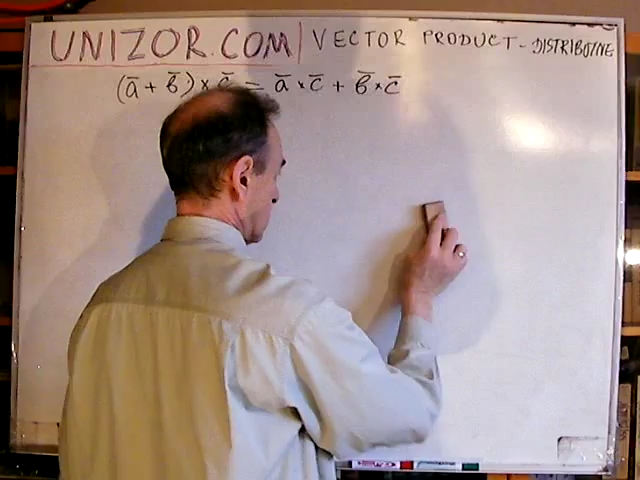 UNIZOR.COM | VECTOR PRODUCT - DISTRIBUTIVE
(a̅ + b̅) × c̅ = a̅ × c̅ + b̅ × c̅